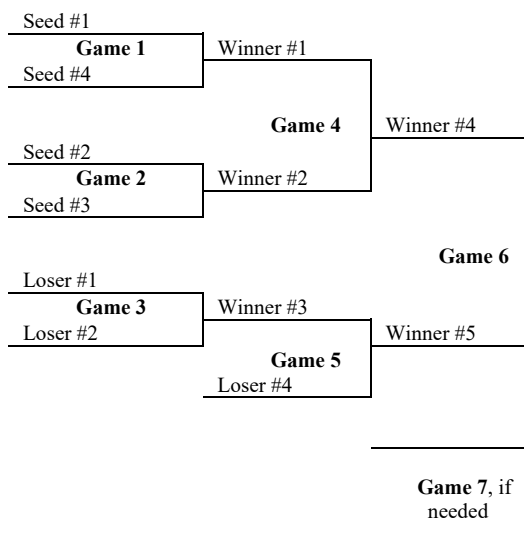 Seed #1
Game 1
Winner #1
Seed #4
Game 4
Winner #4
Seed #2
Game 2
Winner #2
Seed #3
Game 6
Loser #1
Game 3
Winner #3
Loser #2
Winner #5
Game 5
Loser #4
Game 7, if
needed